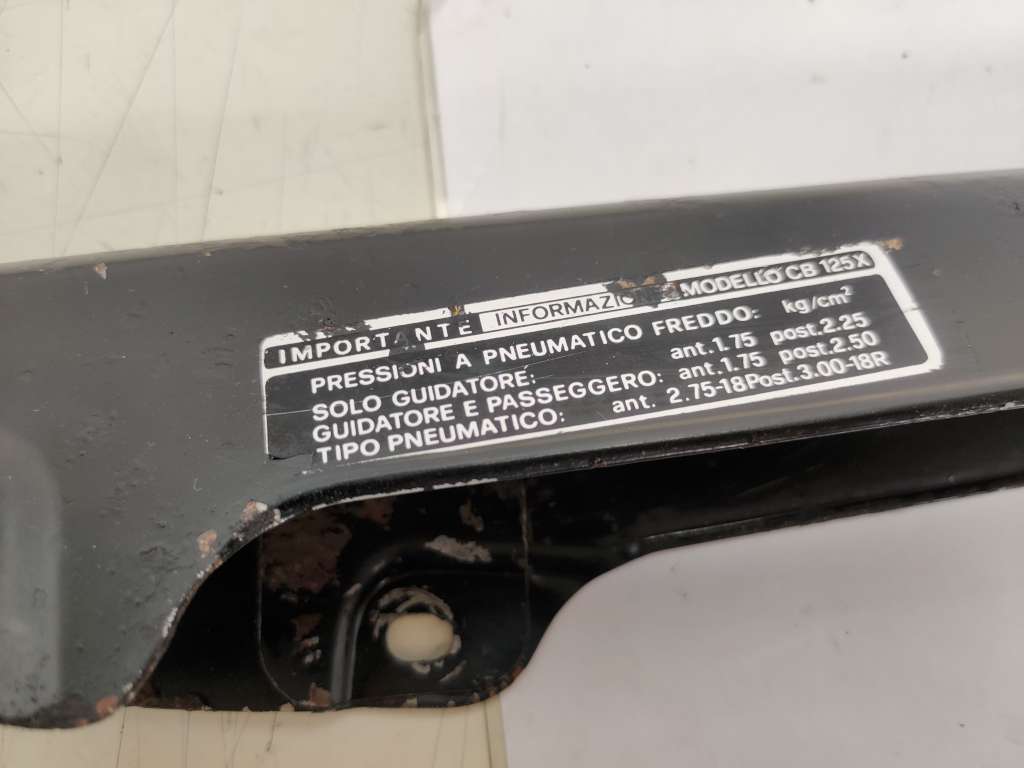 IMPORTANTE INFORMAZIONE MODELLO CB 125X
PRESSIONI A PNEUMATICO FREDDO: kg/cm²
SOLO GUIDATORE: ant.1.75 post.2.25
GUIDATORE E PASSEGGERO: ant.1.75 post.2.50
TIPO PNEUMATICO: ant. 2.75-18Post.3.00-18R